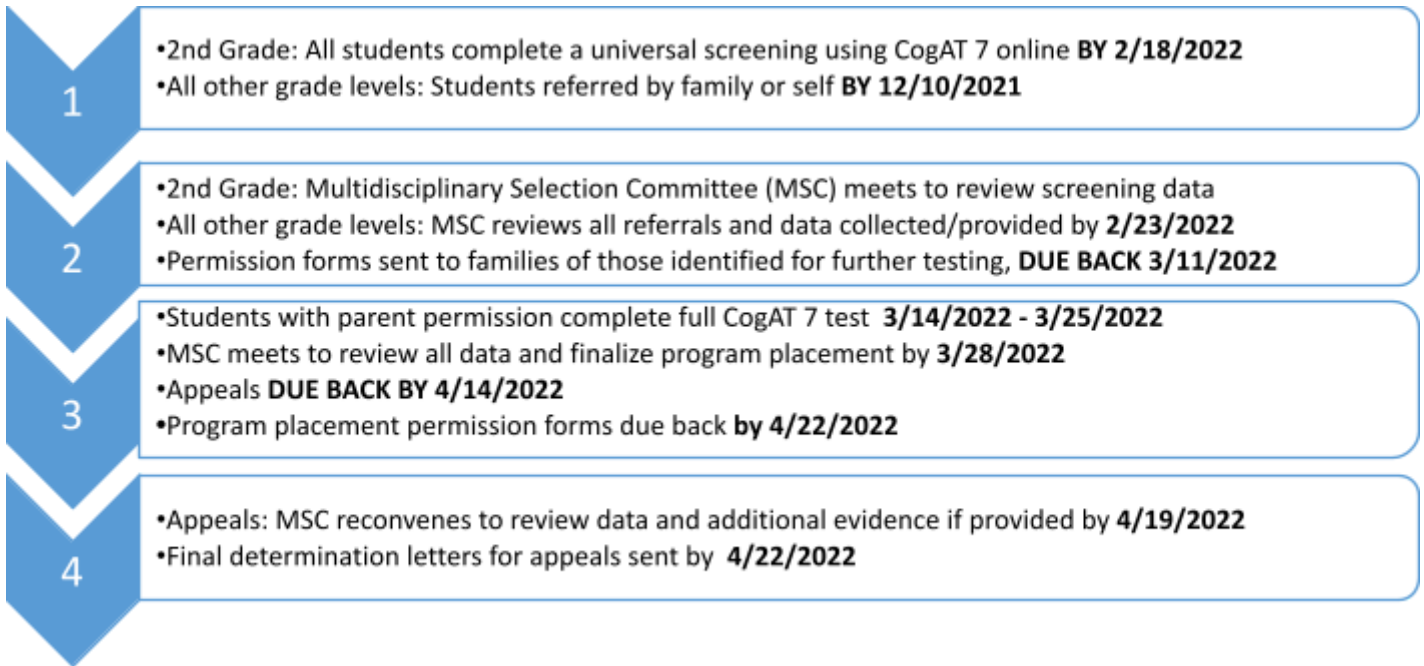 1
•2nd Grade: All students complete a universal screening using CogAT 7 online BY 2/18/2022
•All other grade levels: Students referred by family or self BY 12/10/2021
2
•2nd Grade: Multidisciplinary Selection Committee (MSC) meets to review screening data
•All other grade levels: MSC reviews all referrals and data collected/provided by 2/23/2022
•Permission forms sent to families of those identified for further testing, DUE BACK 3/11/2022
3
•Students with parent permission complete full CogAT 7 test 3/14/2022 - 3/25/2022
•MSC meets to review all data and finalize program placement by 3/28/2022
•Appeals DUE BACK BY 4/14/2022
•Program placement permission forms due back by 4/22/2022
4
•Appeals: MSC reconvenes to review data and additional evidence if provided by 4/19/2022
•Final determination letters for appeals sent by 4/22/2022